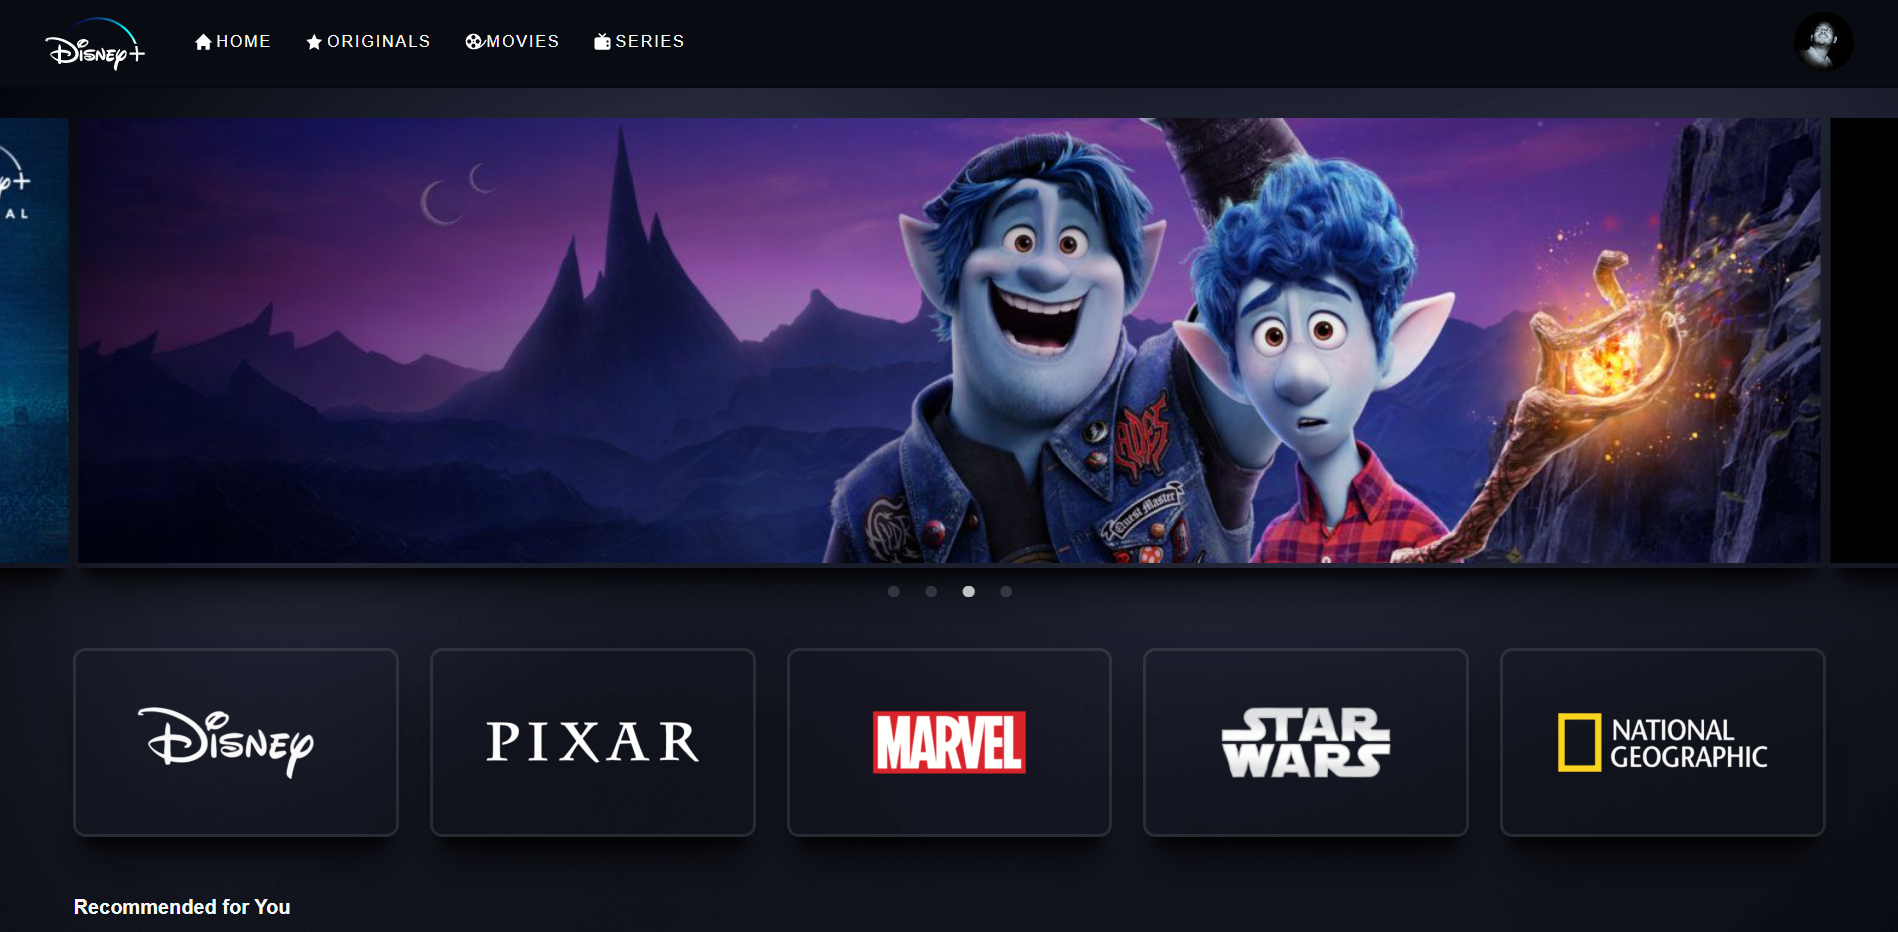 Disney+
HOME
ORIGINALS
MOVIES
SERIES
AL
Quest Master
Disney
PIXAR
MARVEL
STAR
WARS
NATIONAL
GEOGRAPHIC
Recommended for You